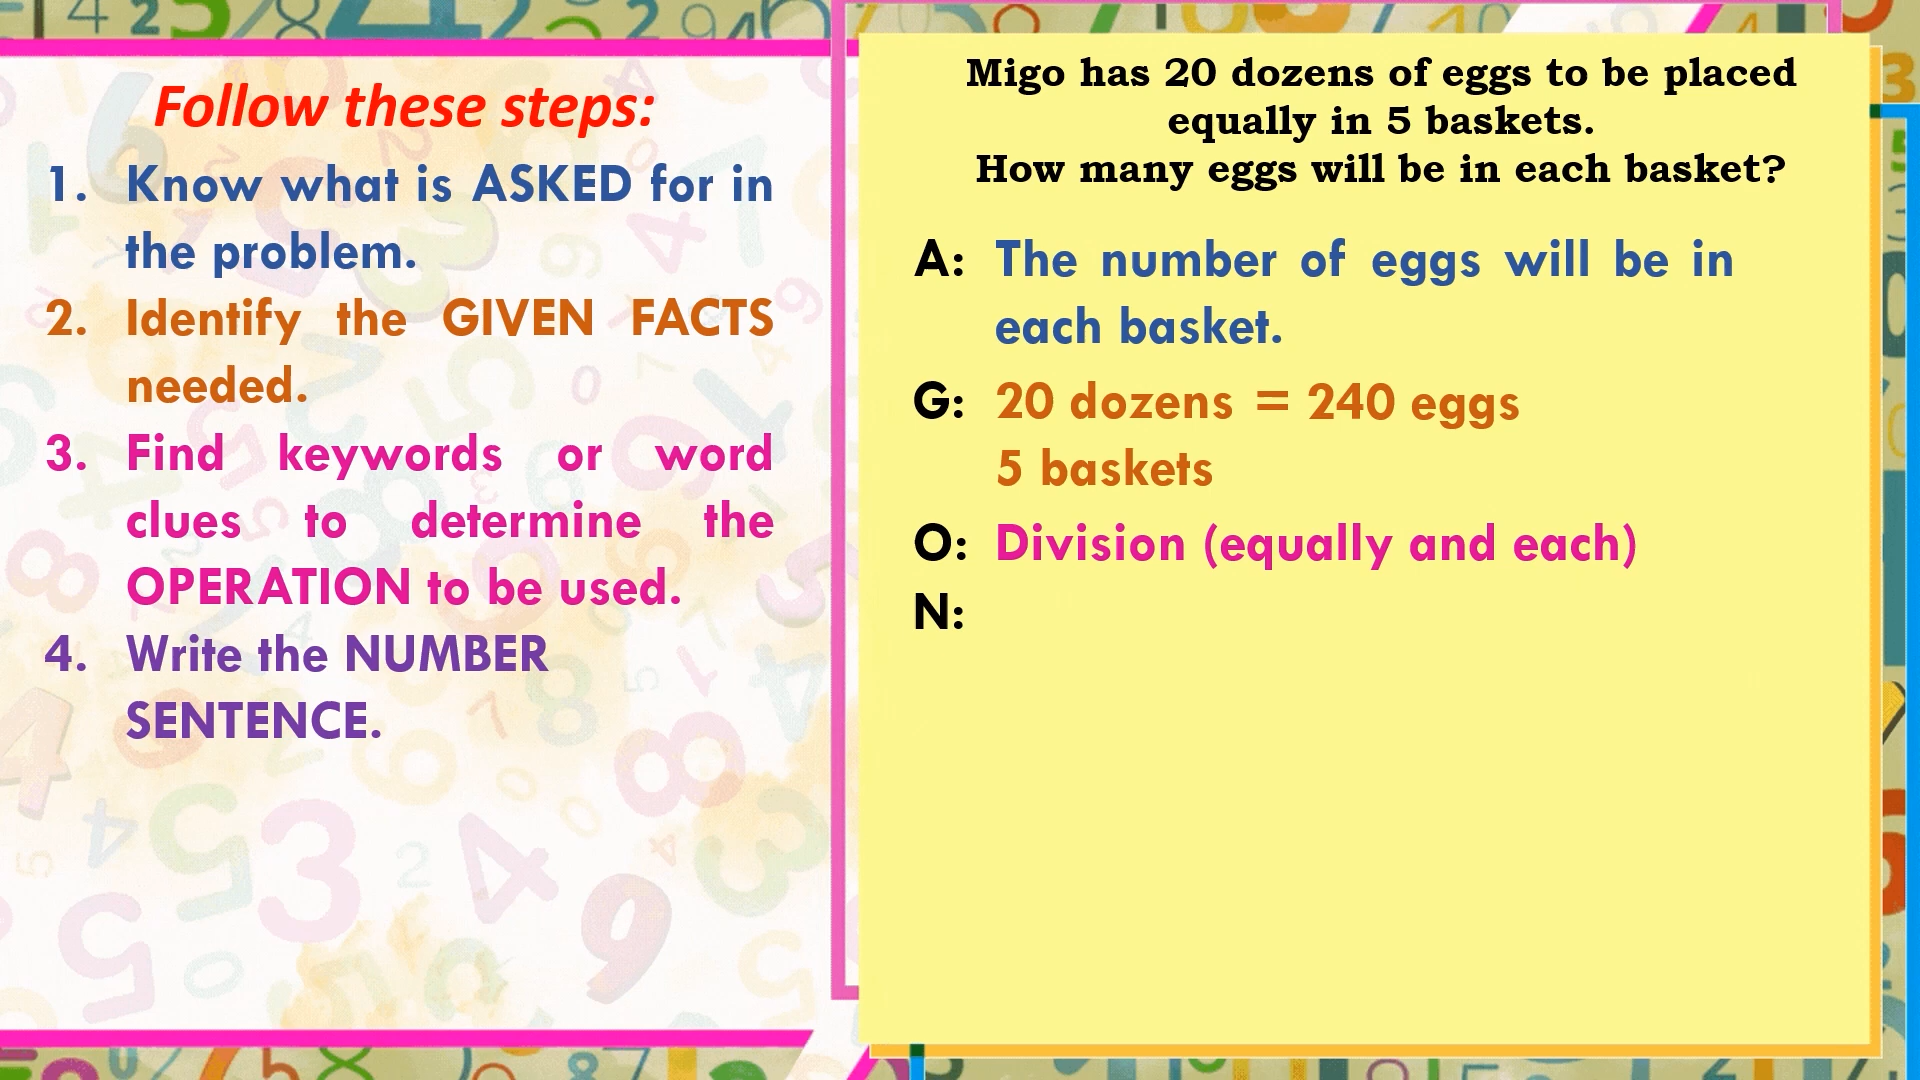 Follow these steps:
1. Know what is ASKED for in
the problem.
2. Identify the GIVEN FACTS
needed.
3. Find keywords or word
clues to determine the
OPERATION to be used.
4. Write the NUMBER
SENTENCE.
Migo has 20 dozens of eggs to be placed
equally in 5 baskets.
How many eggs will be in each basket?
A: The number of eggs will be in
each basket.
G: 20 dozens = 240 eggs
5 baskets
O: Division (equally and each)
N: